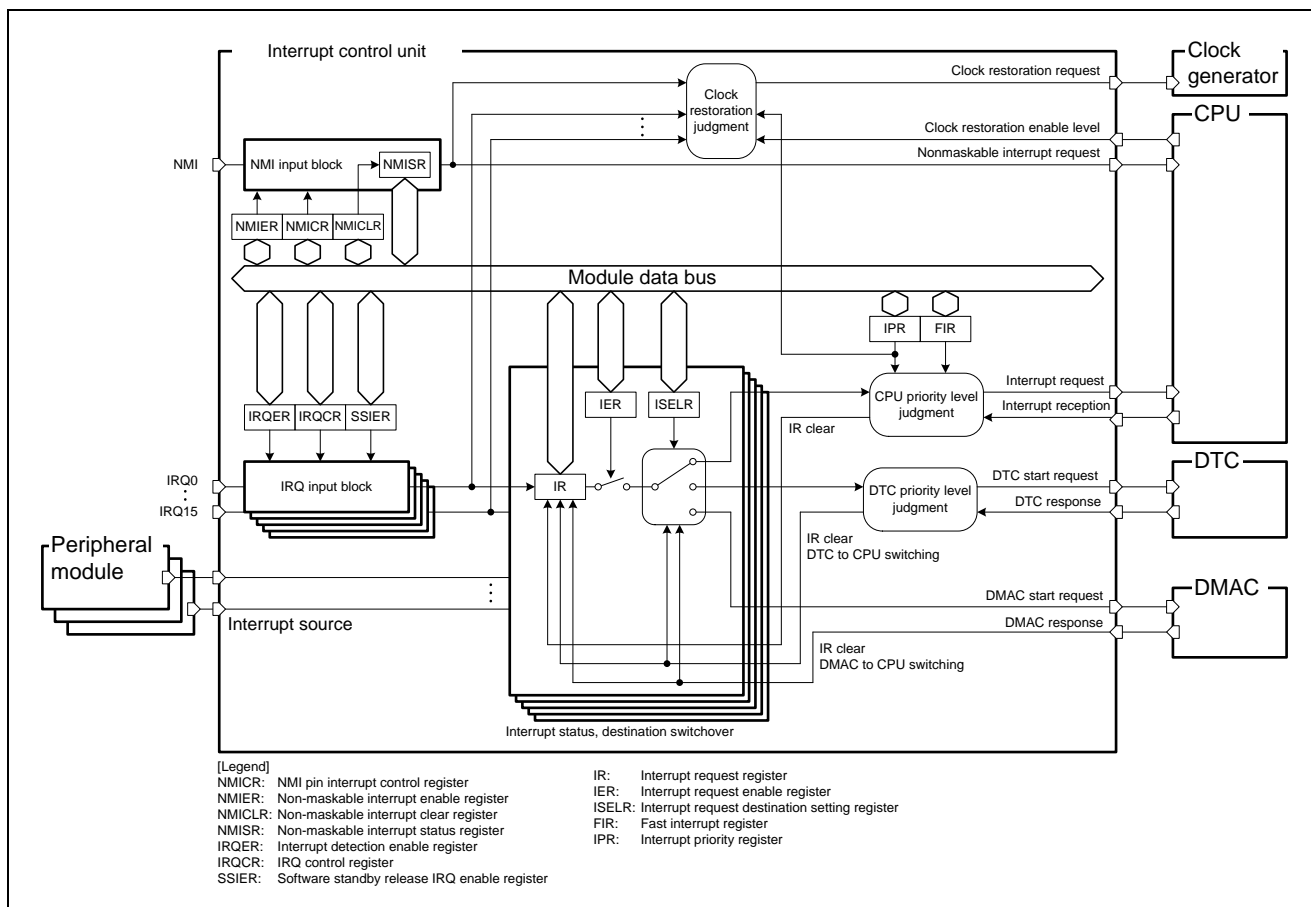 Interrupt control unit
Clock
generator
Clock restoration request
Clock
restoration
judgment
CPU
Clock restoration enable level
Nonmaskable interrupt request
NMI
NMI input block
NMISR
NMIER
NMICR
NMICLR
Module data bus
IPR
FIR
IRQER
IRQCR
SSIER
IER
ISELR
CPU priority level
judgment
Interrupt request
Interrupt reception
IR clear
IRQ0
IRQ15
IRQ input block
IR
DTC priority level
judgment
DTC start request
DTC response
DTC
IR clear
DTC to CPU switching
Peripheral
module
Interrupt source
DMAC start request
DMAC response
DMAC
IR clear
DMAC to CPU switching
Interrupt status, destination switchover
[Legend]
NMICR: NMI pin interrupt control register
NMIER: Non-maskable interrupt enable register
NMICLR: Non-maskable interrupt clear register
NMISR: Non-maskable interrupt status register
IRQER: Interrupt detection enable register
IRQCR: IRQ control register
SSIER: Software standby release IRQ enable register
IR: Interrupt request register
IER: Interrupt request enable register
ISELR: Interrupt request destination setting register
FIR: Fast interrupt register
IPR: Interrupt priority register